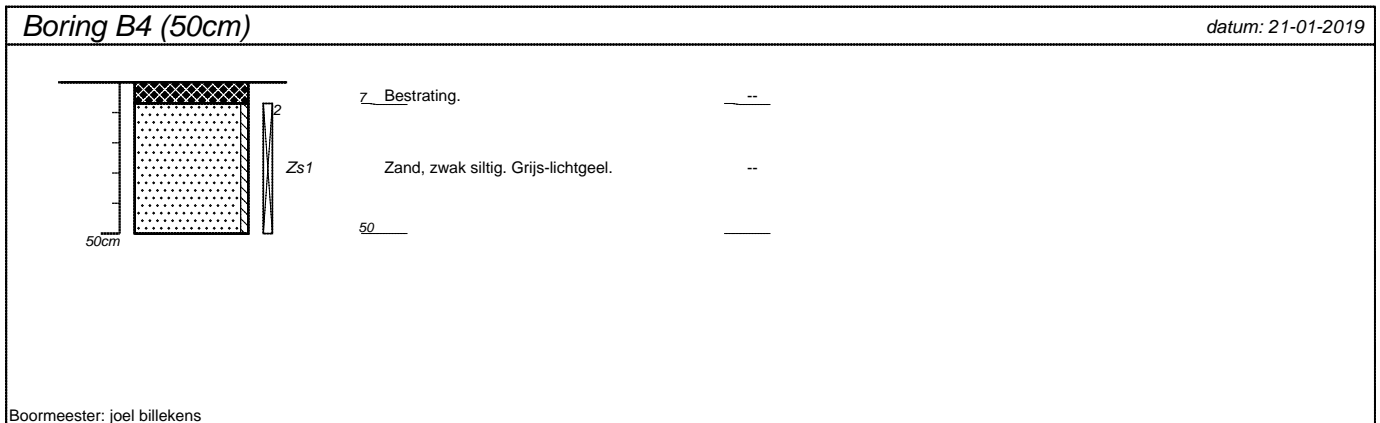 Boring B4 (50cm) datum: 21-01-2019
7 Bestrating. --
2
Zs1 Zand, zwak siltig. Grijs-lichtgeel. --
50
50cm
Boormeester: joel billekens